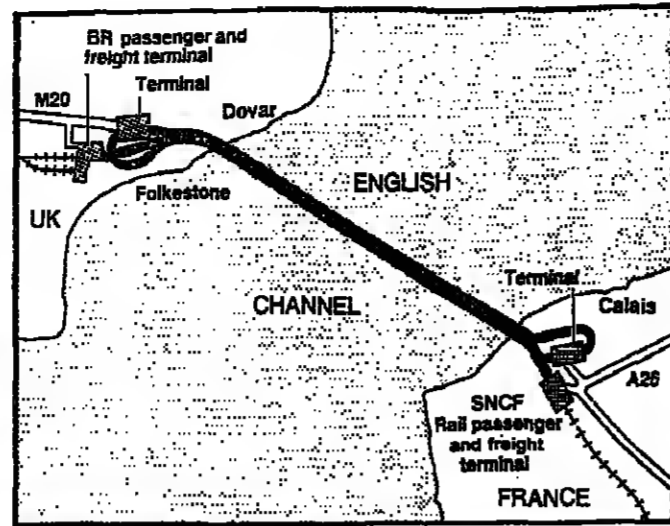 BR passenger and
freight terminal
Terminal
M20
Dovar
Folkestone
ENGLISH
UK
CHANNEL
Terminal
Calais
A26
SNCF
Rail passenger
and freight
terminal
FRANCE